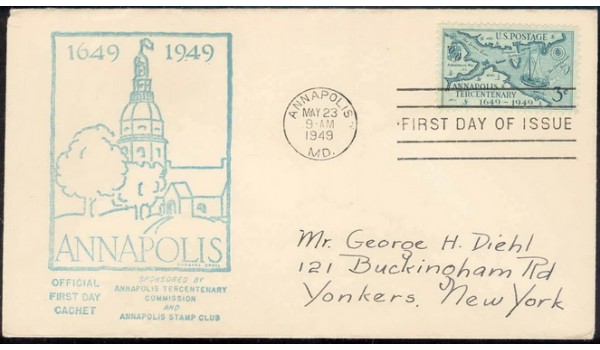 1649 1949
ANNAPOLIS
OFFICIAL
FIRST DAY
CACHET
SPONSORED BY
ANNAPOLIS TERCENTENARY
COMMISSION
AND
ANNAPOLIS STAMP CLUB
ANNAPOLIS
MAY 23
9-AM
1949
MD.
U.S. POSTAGE
ANNAPOLIS
TERCENTENARY
1649-1949
3¢
FIRST DAY OF ISSUE
Mr. George H. Diehl
121 Buckingham Rd
Yonkers, New York